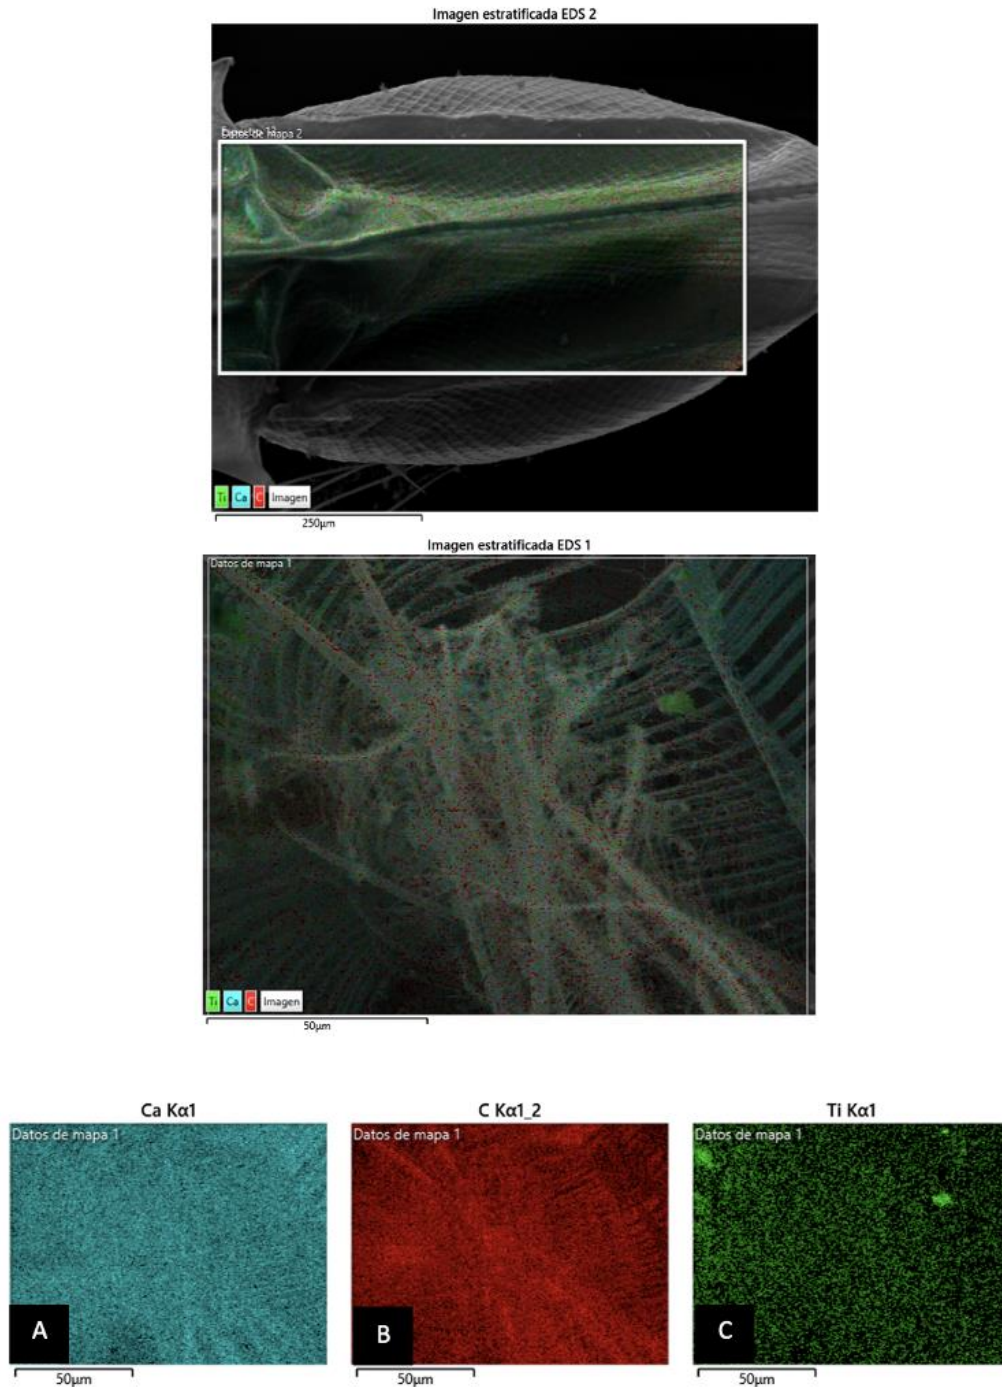 Imagen estratificada EDS 2
Datos de mapa 2
Ti Ca C Imagen
250µm
Imagen estratificada EDS 1
Datos de mapa 1
Ti Ca C Imagen
50µm
Ca Kα1
C Kα1_2
Ti Kα1
Datos de mapa 1
Datos de mapa 1
Datos de mapa 1
A
B
C
50µm
50µm
50µm